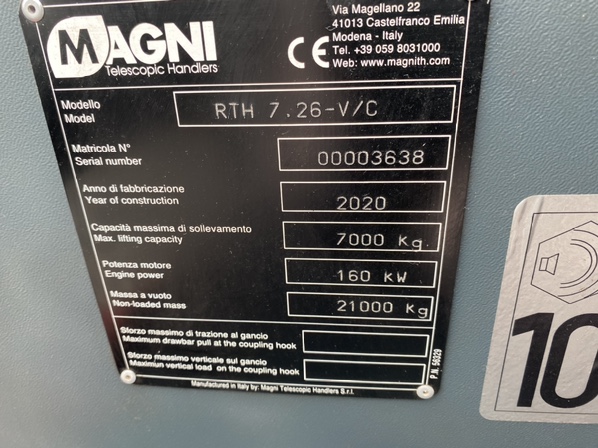 MAGNI
Telescopic Handlers
CE
Via Magellano 22
41013 Castelfranco Emilia
Modena - Italy
Tel. +39 059 8031000
Web: www.magnith.com
Modello
Model
RTH 7.26-V/C
Matricola N°
Serial number
00003638
Anno di fabbricazione
Year of construction
2020
Capacità massima di sollevamento
Max. lifting capacity
7000 Kg
Potenza motore
Engine power
160 kW
Massa a vuoto
Non-loaded mass
21000 Kg
Sforzo massimo di trazione al gancio
Maximum drawbar pull at the coupling hook
Sforzo massimo verticale sul gancio
Maximun vertical load on the coupling hook
Manufactured in Italy by: Magni Telescopic Handlers S.r.l.
P.N. 56329
10